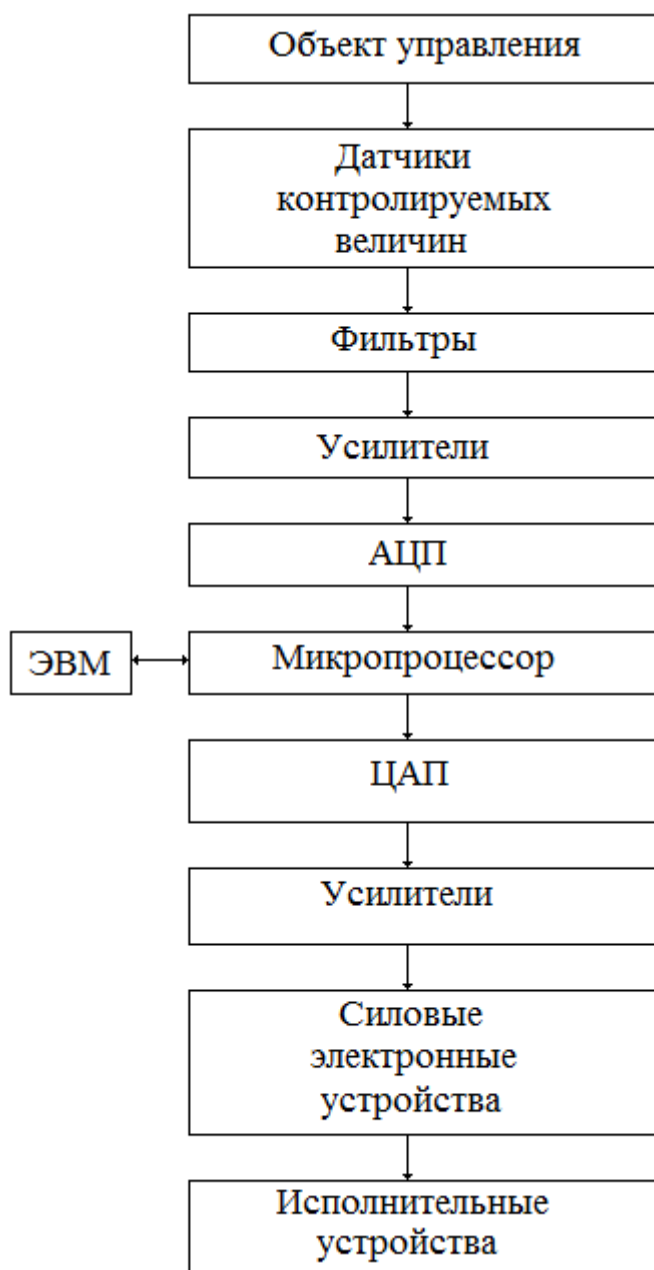 Объект управления
Датчики
контролируемых
величин
Фильтры
Усилители
АЦП
ЭВМ
Микропроцессор
ЦАП
Усилители
Силовые
электронные
устройства
Исполнительные
устройства